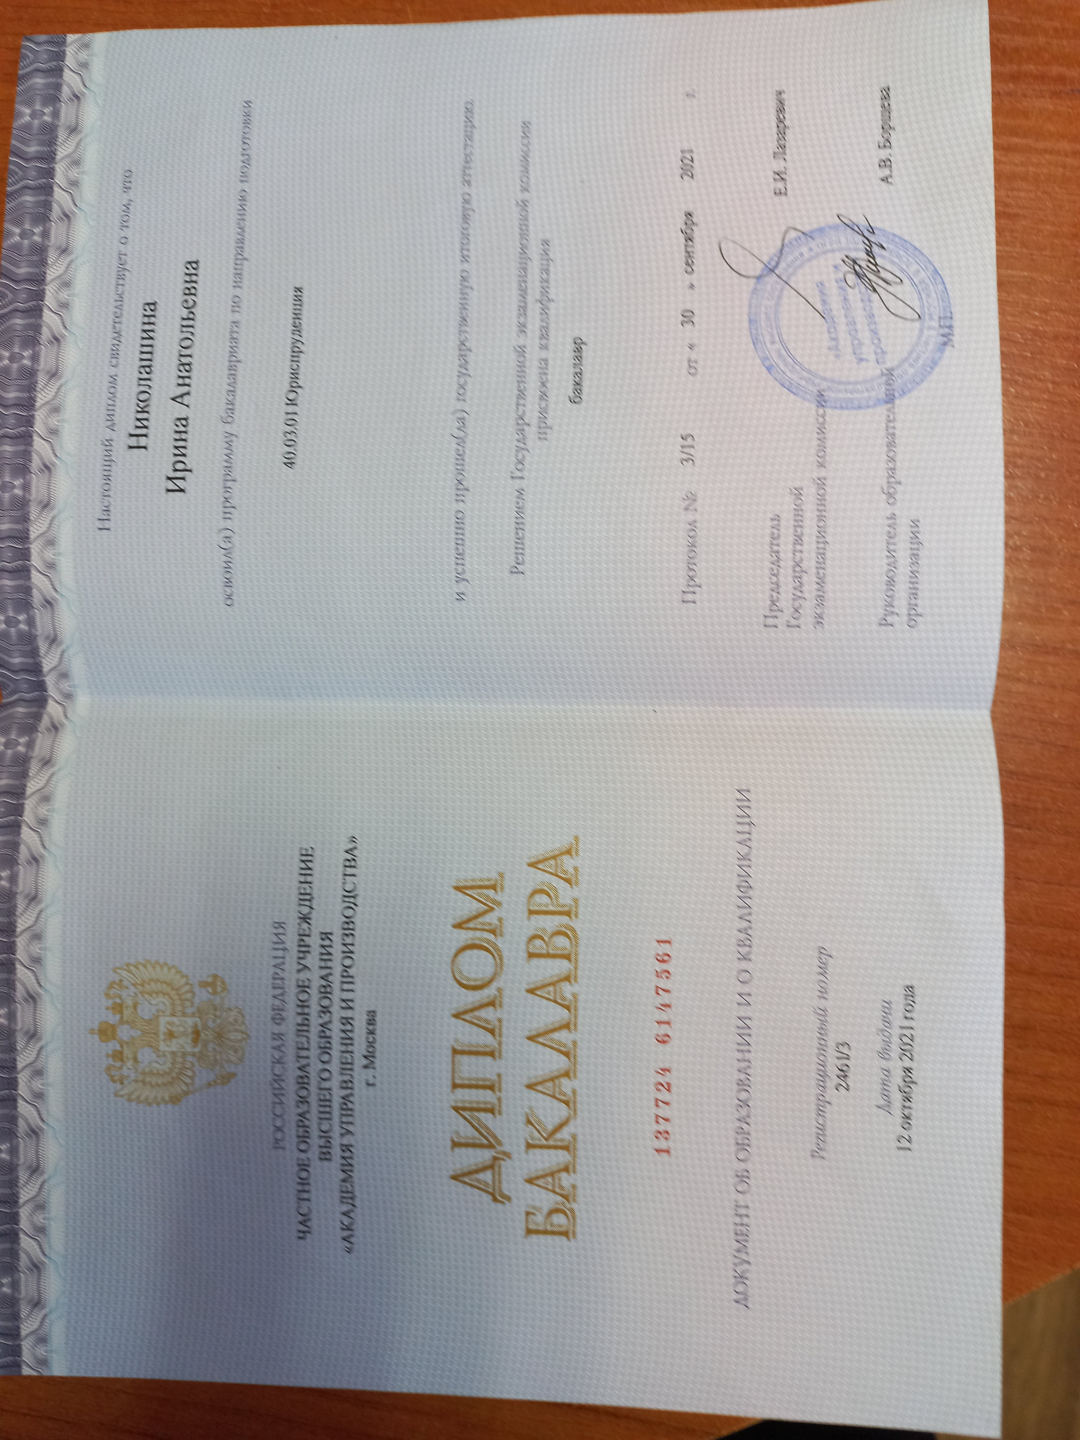 РОССИЙСКАЯ ФЕДЕРАЦИЯ
ЧАСТНОЕ ОБРАЗОВАТЕЛЬНОЕ УЧРЕЖДЕНИЕ
ВЫСШЕГО ОБРАЗОВАНИЯ
«АКАДЕМИЯ УПРАВЛЕНИЯ И ПРОИЗВОДСТВА»
г. Москва
ДИПЛОМ
БАКАЛАВРА
137724 6147561
ДОКУМЕНТ ОБ ОБРАЗОВАНИИ И О КВАЛИФИКАЦИИ
Регистрационный номер
2461/3
Дата выдачи
12 октября 2021 года
Настоящий диплом свидетельствует о том, что
Николашина
Ирина Анатольевна
освоил(а) программу бакалавриата по направлению подготовки
40.03.01 Юриспруденция
и успешно прошел(ла) государственную итоговую аттестацию.
Решением Государственной экзаменационной комиссии
присвоена квалификация
бакалавр
Протокол № 3/15 от « 30 » сентября 2021 г.
Председатель
Государственной
экзаменационной комиссии Е.И. Лазаревич
Руководитель образовательной
организации А.В. Борщева
М.П.
«Академия
управления и
производства»